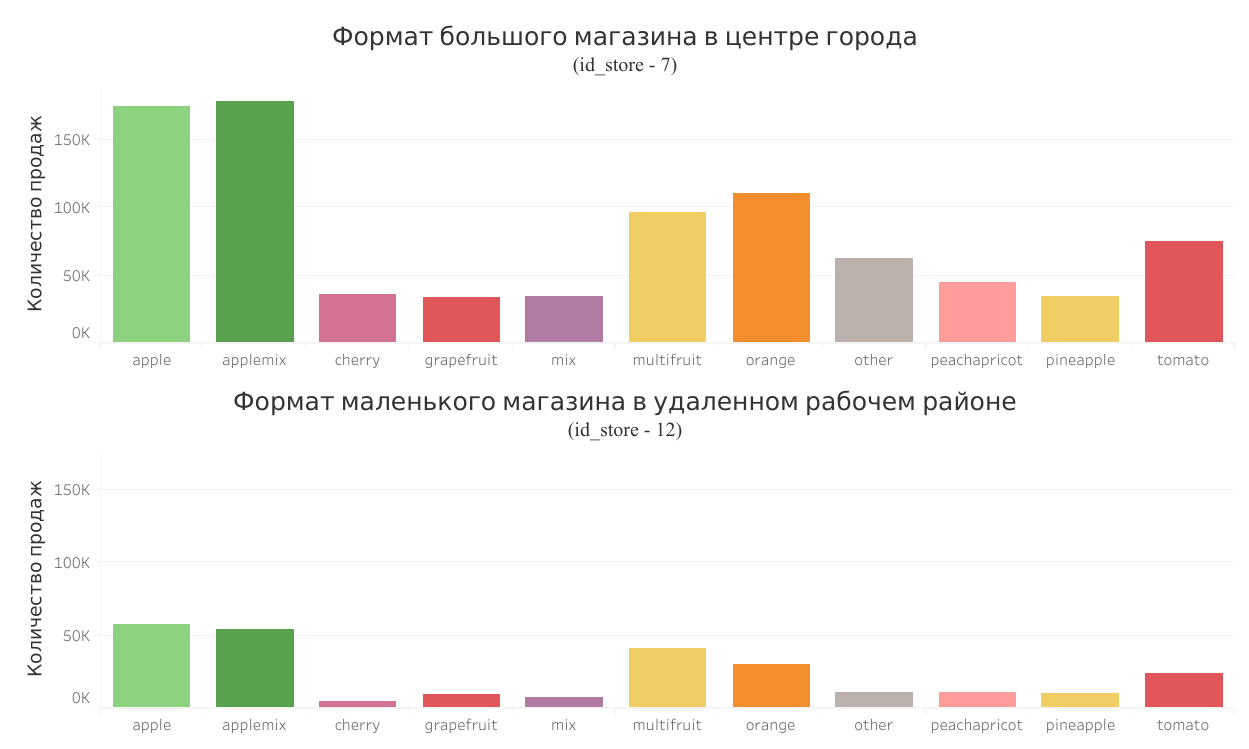 Формат большого магазина в центре города
(id_store - 7)
Количество продаж
150K
100K
50K
0K
apple applemix cherry grapefruit mix multifruit orange other peachapricot pineapple tomato
Формат маленького магазина в удаленном рабочем районе
(id_store - 12)
Количество продаж
150K
100K
50K
0K
apple applemix cherry grapefruit mix multifruit orange other peachapricot pineapple tomato